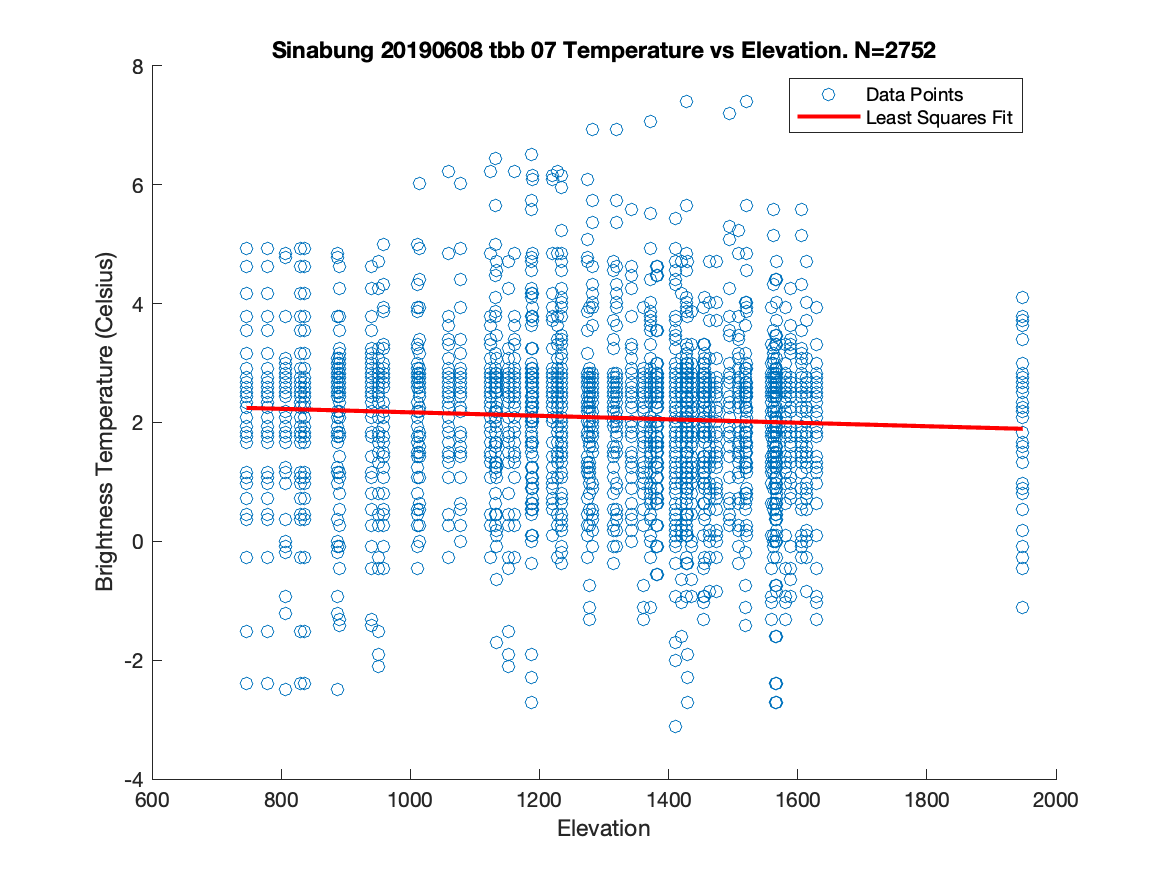 Sinabung 20190608 tbb 07 Temperature vs Elevation. N=2752
Data Points
Least Squares Fit
Brightness Temperature (Celsius)
8
6
4
2
0
-2
-4
600 800 1000 1200 1400 1600 1800 2000
Elevation